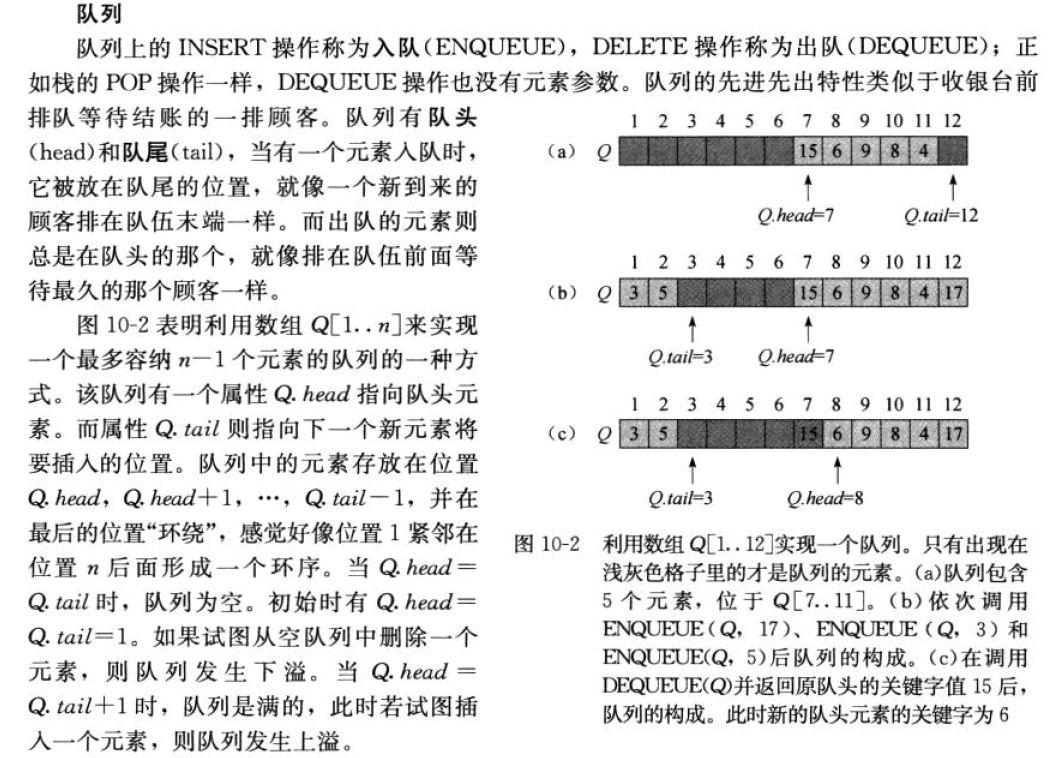 队列
队列上的 INSERT 操作称为入队(ENQUEUE)，DELETE 操作称为出队(DEQUEUE)；正
如栈的 POP 操作一样，DEQUEUE 操作也没有元素参数。队列的先进先出特性类似于收银台前
排队等待结账的一排顾客。队列有队头
(head)和队尾(tail)，当有一个元素入队时，
它被放在队尾的位置，就像一个新到来的
顾客排在队伍末端一样。而出队的元素则
总是在队头的那个，就像排在队伍前面等
待最久的那个顾客一样。
图 10-2 表明利用数组 Q[1..n]来实现
一个最多容纳 n－1 个元素的队列的一种方
式。该队列有一个属性 Q. head 指向队头元
素。而属性 Q. tail 则指向下一个新元素将
要插入的位置。队列中的元素存放在位置
Q. head，Q. head＋1，…，Q. tail－1，并在
最后的位置“环绕”，感觉好像位置 1 紧邻在
位置 n 后面形成一个环序。当 Q. head＝
Q. tail 时，队列为空。初始时有 Q. head＝
Q. tail＝1。如果试图从空队列中删除一个
元素，则队列发生下溢。当 Q. head＝
Q. tail＋1 时，队列是满的，此时若试图插
入一个元素，则队列发生上溢。
1 2 3 4 5 6 7 8 9 10 11 12
(a) Q 15 6 9 8 4
Q.head=7 Q.tail=12
1 2 3 4 5 6 7 8 9 10 11 12
(b) Q 3 5 15 6 9 8 4 17
Q.tail=3 Q.head=7
1 2 3 4 5 6 7 8 9 10 11 12
(c) Q 3 5 15 6 9 8 4 17
Q.tail=3 Q.head=8
图 10-2 利用数组 Q[1..12]实现一个队列。只有出现在
浅灰色格子里的才是队列的元素。(a)队列包含
5 个元素，位于 Q[7..11]。(b)依次调用
ENQUEUE(Q，17)、ENQUEUE(Q，3)和
ENQUEUE(Q，5)后队列的构成。(c)在调用
DEQUEUE(Q)并返回原队头的关键字值 15 后，
队列的构成。此时新的队头元素的关键字为 6